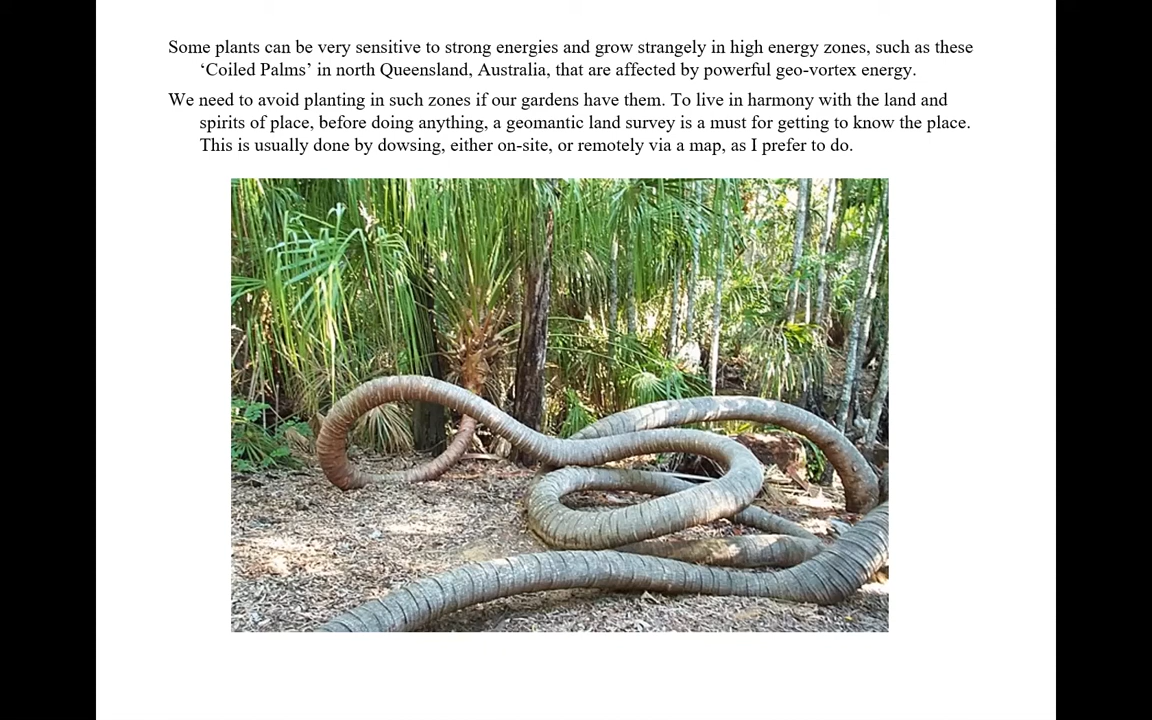 Some plants can be very sensitive to strong energies and grow strangely in high energy zones, such as these
‘Coiled Palms’ in north Queensland, Australia, that are affected by powerful geo-vortex energy.
We need to avoid planting in such zones if our gardens have them. To live in harmony with the land and
spirits of place, before doing anything, a geomantic land survey is a must for getting to know the place.
This is usually done by dowsing, either on-site, or remotely via a map, as I prefer to do.